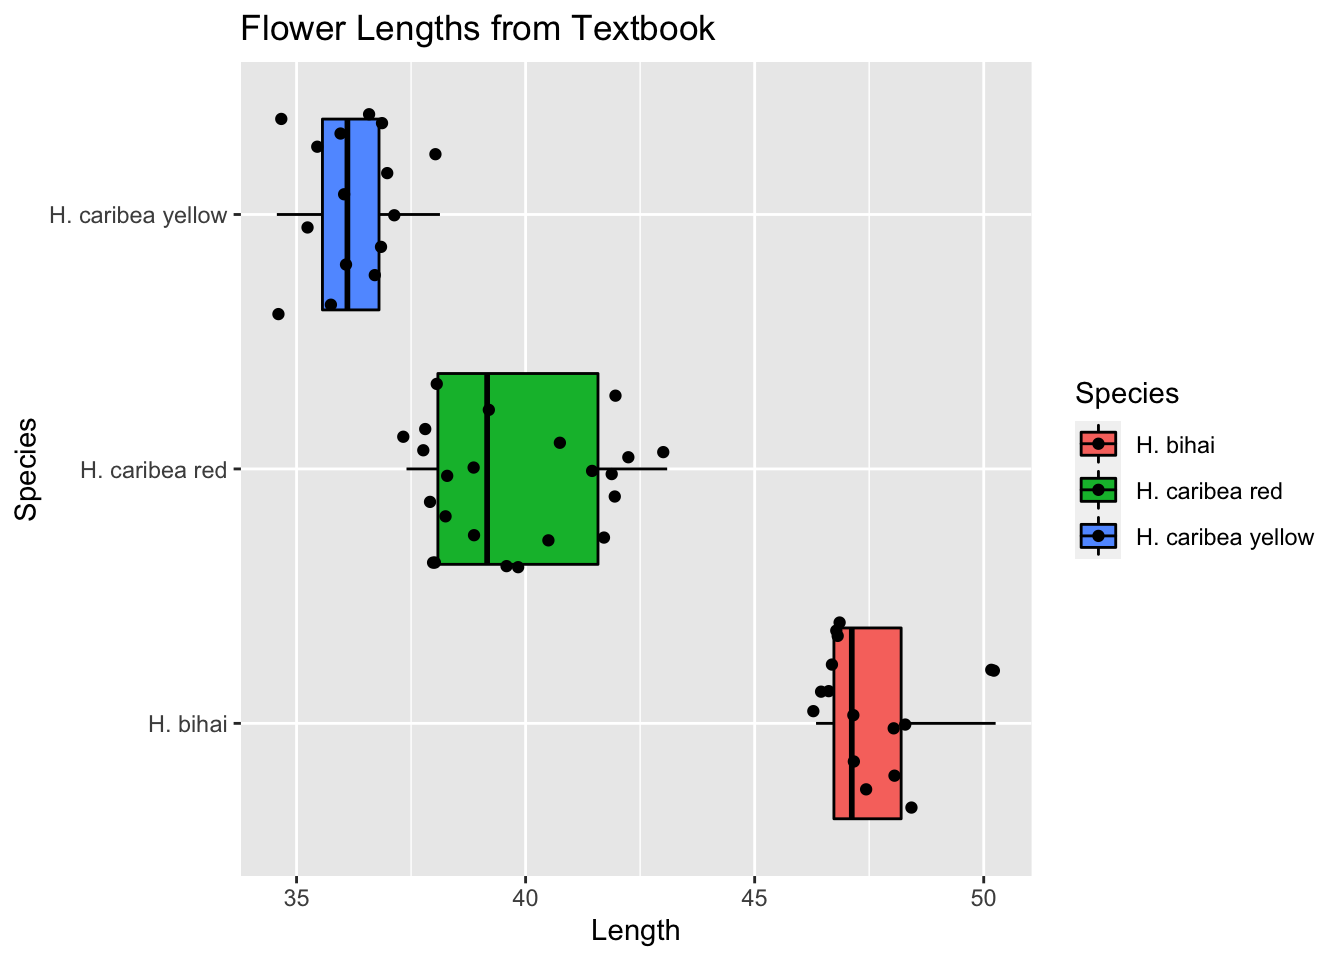 Flower Lengths from Textbook
Species
H. caribea yellow
H. caribea red
H. bihai
35 40 45 50
Length
Species
H. bihai
H. caribea red
H. caribea yellow